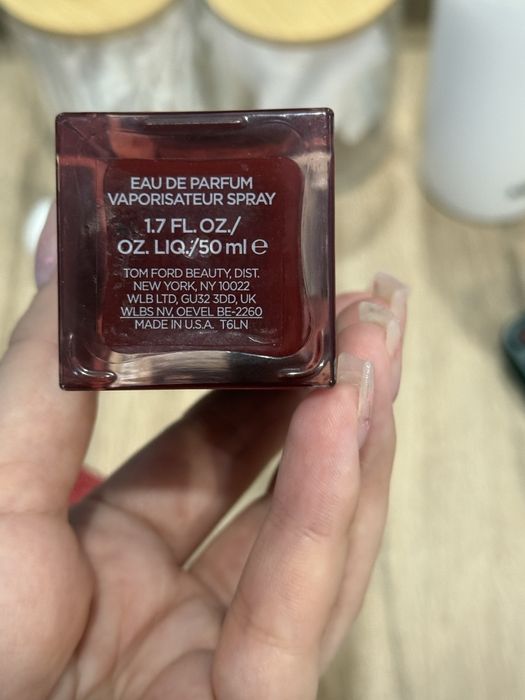 EAU DE PARFUM
VAPORISATEUR SPRAY
1.7 FL. OZ./
OZ. LIQ./50 ml ℮
TOM FORD BEAUTY, DIST.
NEW YORK, NY 10022
WLB LTD, GU32 3DD, UK
WLBS NV, OEVEL BE-2260
MADE IN U.S.A. T6LN